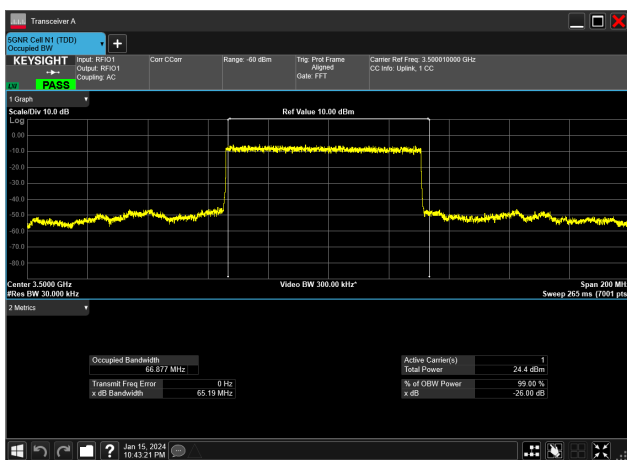 Transceiver A
5GNR Cell N1 (TDD)
Occupied BW
KEYSIGHT
LXI
PASS
Input: RFIO1
Output: RFIO1
Coupling: AC
Corr CCorr
Range: -60 dBm
Trig: Prot Frame
Aligned
Gate: FFT
Carrier Ref Freq: 3.500010000 GHz
CC Info: Uplink, 1 CC
1 Graph
Scale/Div 10.0 dB
Ref Value 10.00 dBm
Log
0.00
-10.0
-20.0
-30.0
-40.0
-50.0
-60.0
-70.0
-80.0
Center 3.5000 GHz
Video BW 300.00 kHz*
Span 200 MH
#Res BW 30.000 kHz
Sweep 265 ms (7001 pts
2 Metrics
Occupied Bandwidth
66.877 MHz
Transmit Freq Error 0 Hz
x dB Bandwidth 65.19 MHz
Active Carrier(s) 1
Total Power 24.4 dBm
% of OBW Power 99.00 %
x dB -26.00 dB
?
Jan 15, 2024
10:43:21 PM